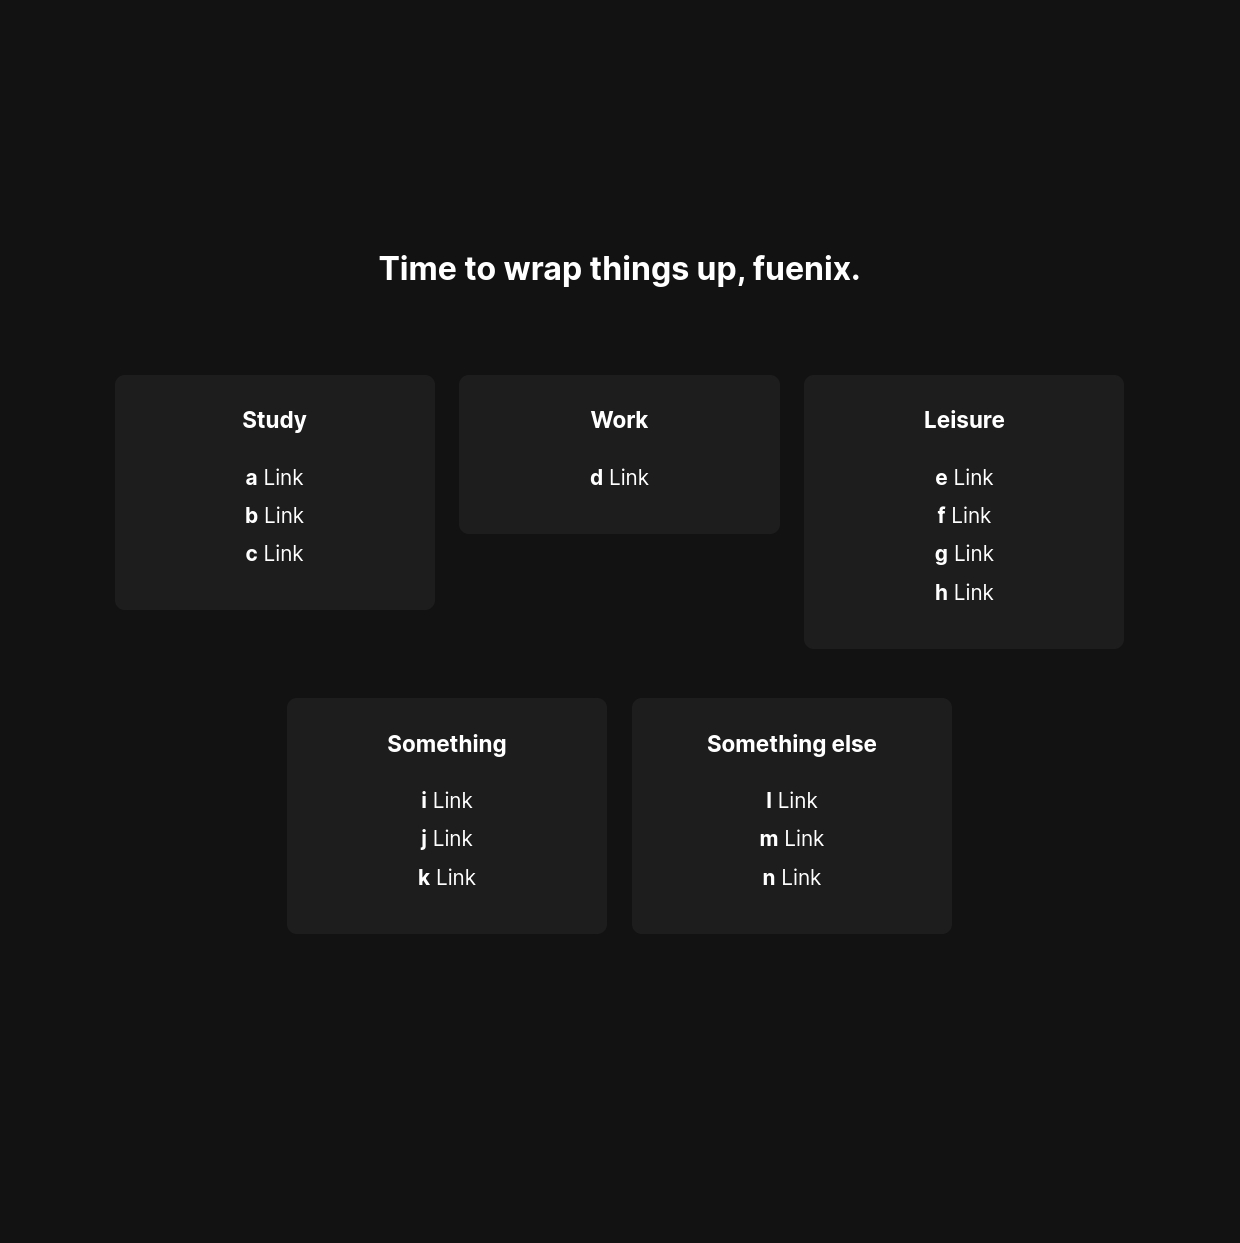 Time to wrap things up, fuenix.
Study
a Link
b Link
c Link
Work
d Link
Leisure
e Link
f Link
g Link
h Link
Something
i Link
j Link
k Link
Something else
l Link
m Link
n Link